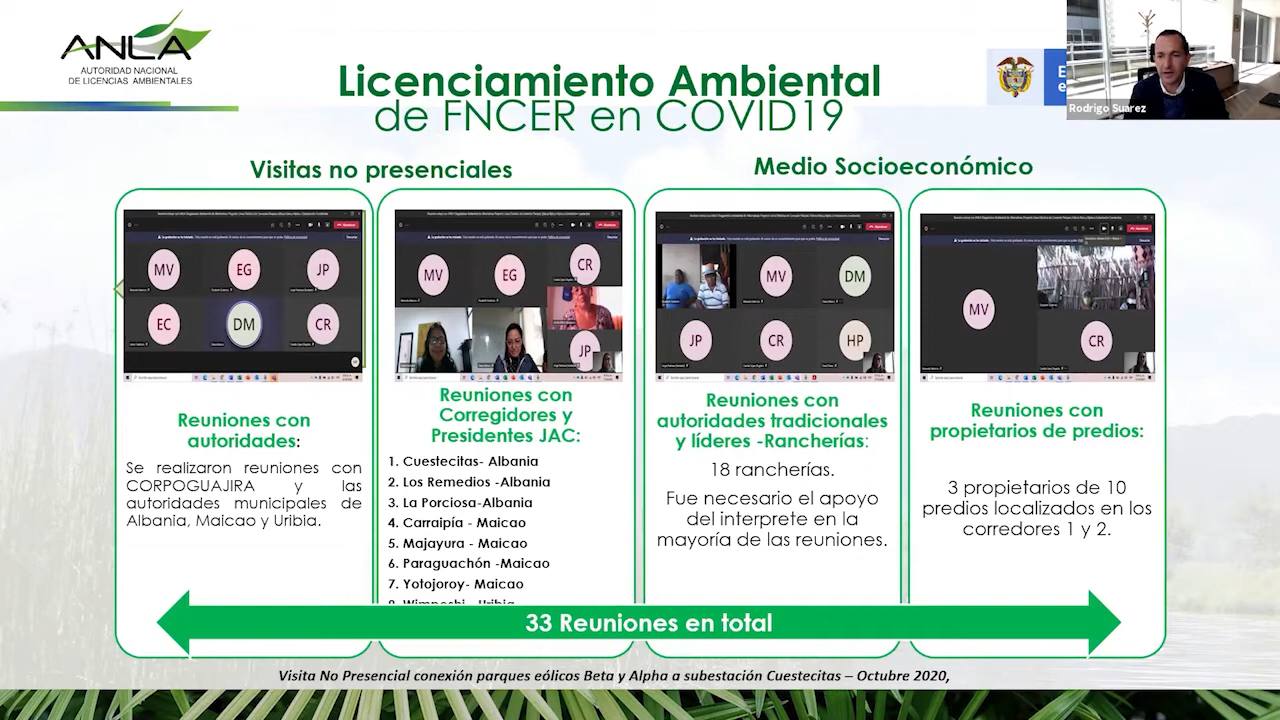 ANLA
AUTORIDAD NACIONAL
DE LICENCIAS AMBIENTALES
Licenciamiento Ambiental
de FNCER en COVID19
Rodrigo Suarez
Visitas no presenciales
Medio Socioeconómico
MV EG JP
EC DM CR
Reuniones con
autoridades:
Se realizaron reuniones con
CORPOGUAJIRA y las
autoridades municipales de
Albania, Maicao y Uribia.
MV EG CR
JP
Reuniones con
Corregidores y
Presidentes JAC:
1. Cuestecitas- Albania
2. Los Remedios -Albania
3. La Porciosa-Albania
4. Carraipía - Maicao
5. Majayura - Maicao
6. Paraguachón -Maicao
7. Yotojoroy- Maicao
MV DM
JP CR HP
Reuniones con
autoridades tradicionales
y líderes -Rancherías:
18 rancherías.
Fue necesario el apoyo
del interprete en la
mayoría de las reuniones.
MV
CR
Reuniones con
propietarios de predios:
3 propietarios de 10
predios localizados en los
corredores 1 y 2.
33 Reuniones en total
Visita No Presencial conexión parques eólicos Beta y Alpha a subestación Cuestecitas – Octubre 2020,